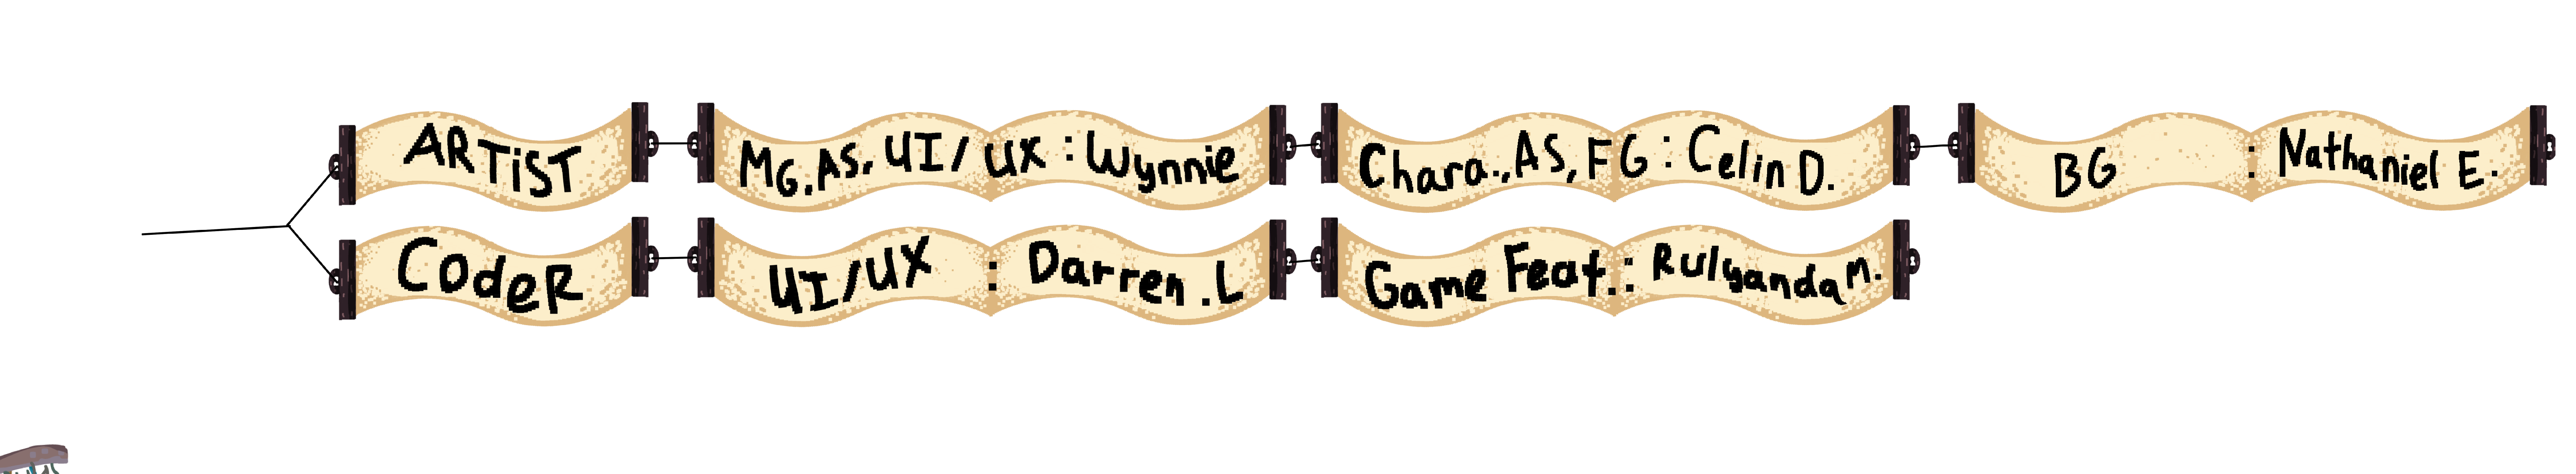 ARTiST
MG.AS. UI/UX : Wynnie
Chara.,AS,FG : Celin D.
BG : Nathaniel E.
CodeR
UI/UX : Darren .L
Game Feat. : Rulyanda M.